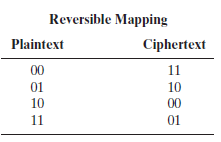 Reversible Mapping
Plaintext Ciphertext
00 11
01 10
10 00
11 01